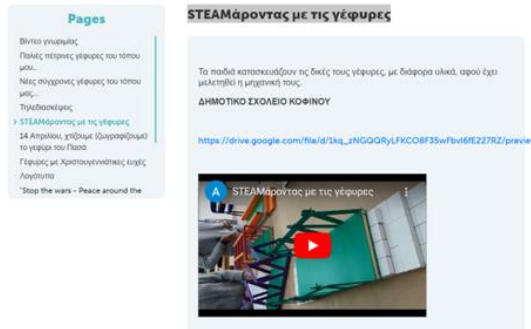 Pages
Βίντεο γνωριμίας
Παλιές πέτρινες γέφυρες του τόπου
μου..
Νέες σύγχρονες γέφυρες του τόπου
μας...
Τηλεδιασκέψεις
> STEAMάροντας με τις γέφυρες
14 Απριλίου, χτίζουμε (ζωγραφίζουμε)
το γεφύρι του Πασά
Γέφυρες με Χριστουγεννιάτικες ευχές
Λογότυπα
"Stop the wars - Peace around the
STEAMάροντας με τις γέφυρες
Τα παιδιά κατασκευάζουν τις δικές τους γέφυρες, με διάφορα υλικά, αφού έχει
μελετηθεί η μηχανική τους.
ΔΗΜΟΤΙΚΟ ΣΧΟΛΕΙΟ ΚΟΦΙΝΟΥ
https://drive.google.com/file/d/1kq_zNGQQRyLFKCO8F35wFbvI6fE227RZ/preview
A STEAMάροντας με τις γέφυρες